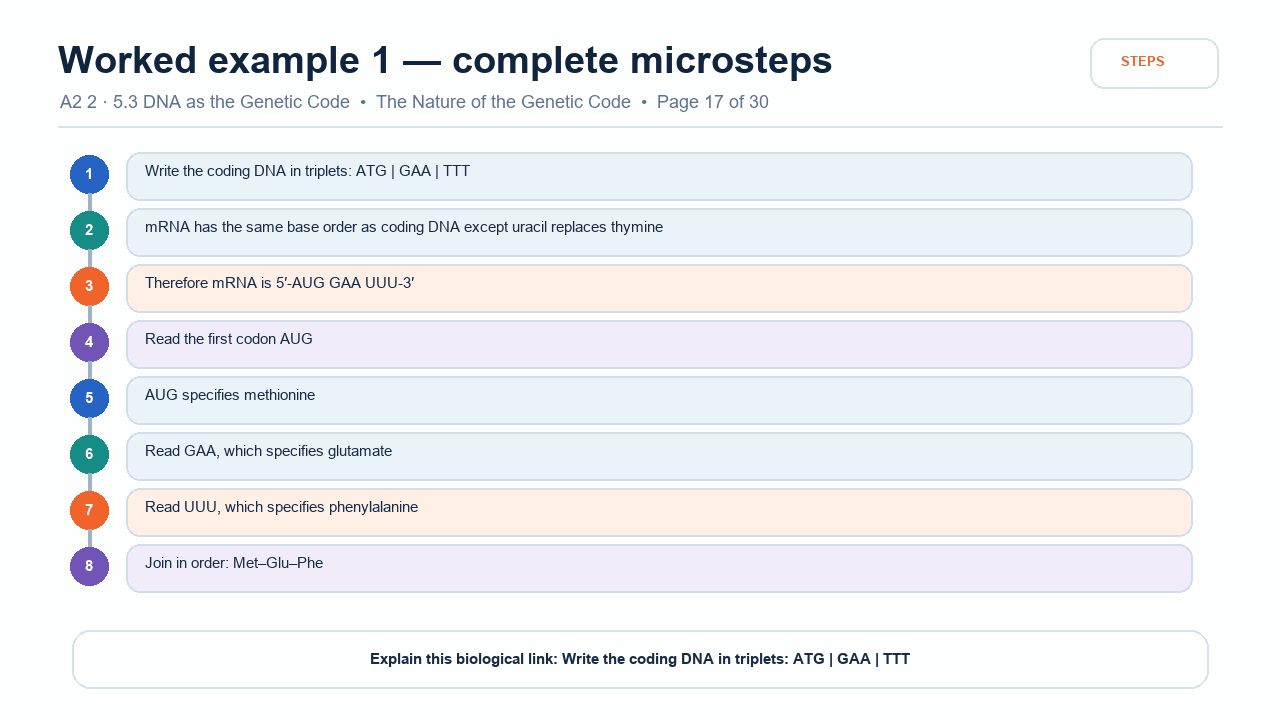 Worked example 1 — complete microsteps
STEPS
A2 2 · 5.3 DNA as the Genetic Code • The Nature of the Genetic Code • Page 17 of 30
1 Write the coding DNA in triplets: ATG | GAA | TTT
2 mRNA has the same base order as coding DNA except uracil replaces thymine
3 Therefore mRNA is 5′-AUG GAA UUU-3′
4 Read the first codon AUG
5 AUG specifies methionine
6 Read GAA, which specifies glutamate
7 Read UUU, which specifies phenylalanine
8 Join in order: Met–Glu–Phe
Explain this biological link: Write the coding DNA in triplets: ATG | GAA | TTT